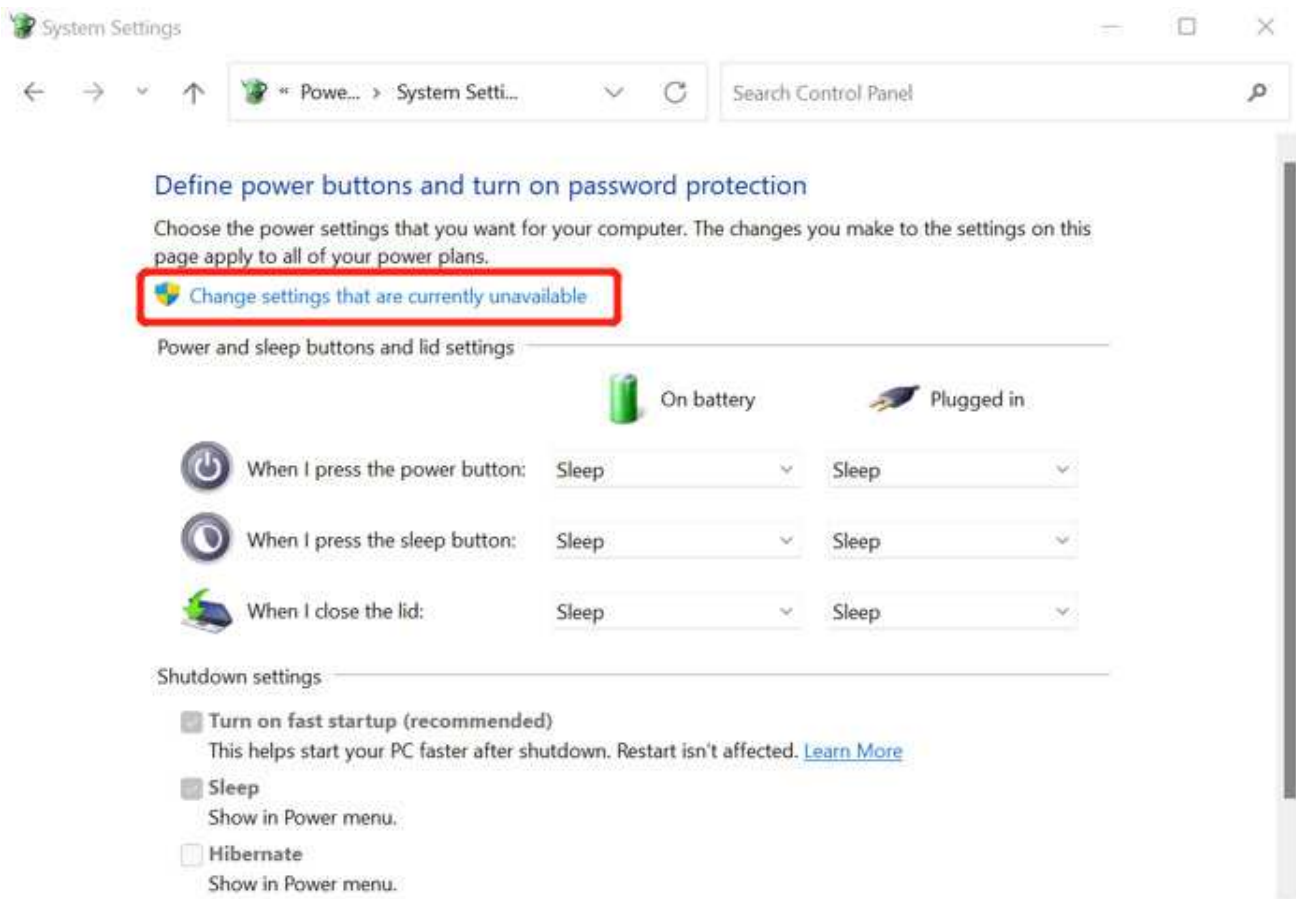 System Settings
« Powe... > System Setti...
Search Control Panel
Define power buttons and turn on password protection
Choose the power settings that you want for your computer. The changes you make to the settings on this
page apply to all of your power plans.
Change settings that are currently unavailable
Power and sleep buttons and lid settings
On battery Plugged in
When I press the power button: Sleep Sleep
When I press the sleep button: Sleep Sleep
When I close the lid: Sleep Sleep
Shutdown settings
Turn on fast startup (recommended)
This helps start your PC faster after shutdown. Restart isn't affected. Learn More
Sleep
Show in Power menu.
Hibernate
Show in Power menu.